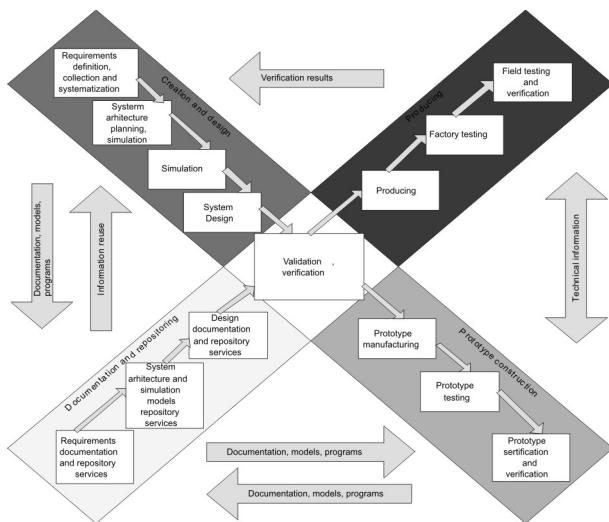 Requirements
definition,
collection and
systematization
System
arhitecture
planning,
simulation
Simulation
System
Design
Creation and design
Verification results
Producing
Field testing
and
verification
Factory testing
Producing
Documentation, models,
programs
Information reuse
Technical information
Validation ,
verification
Documentation and repositoring
Design
documentation
and repository
services
System
arhitecture and
simulation
models
repository
services
Requirements
documentation
and repository
services
Prototype construction
Prototype
manufacturing
Prototype
testing
Prototype
sertification
and
verification
Documentation, models, programs
Documentation, models, programs